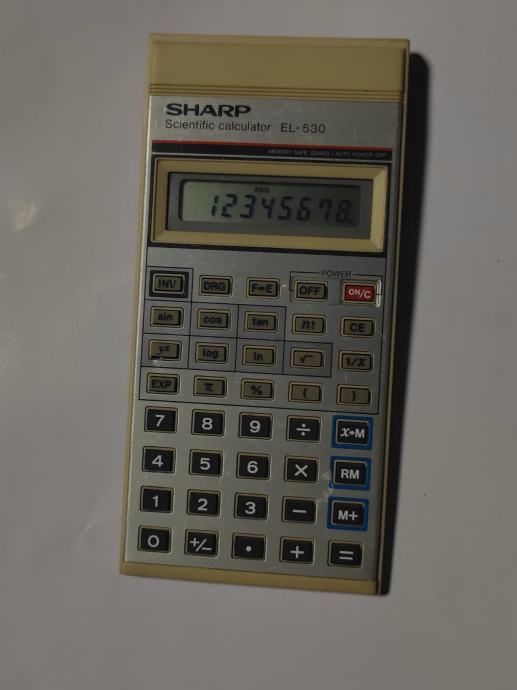 SHARP
Scientific calculator EL-530
MEMORY SAFE GUARD / AUTO POWER OFF
DEG
12345678.
POWER
INV DRG F↔E OFF ON/C
sin cos tan n! CE
yˣ log ln √ 1/x
EXP π % ( )
7 8 9 ÷ x→M
4 5 6 × RM
1 2 3 − M+
0 +/− • + =